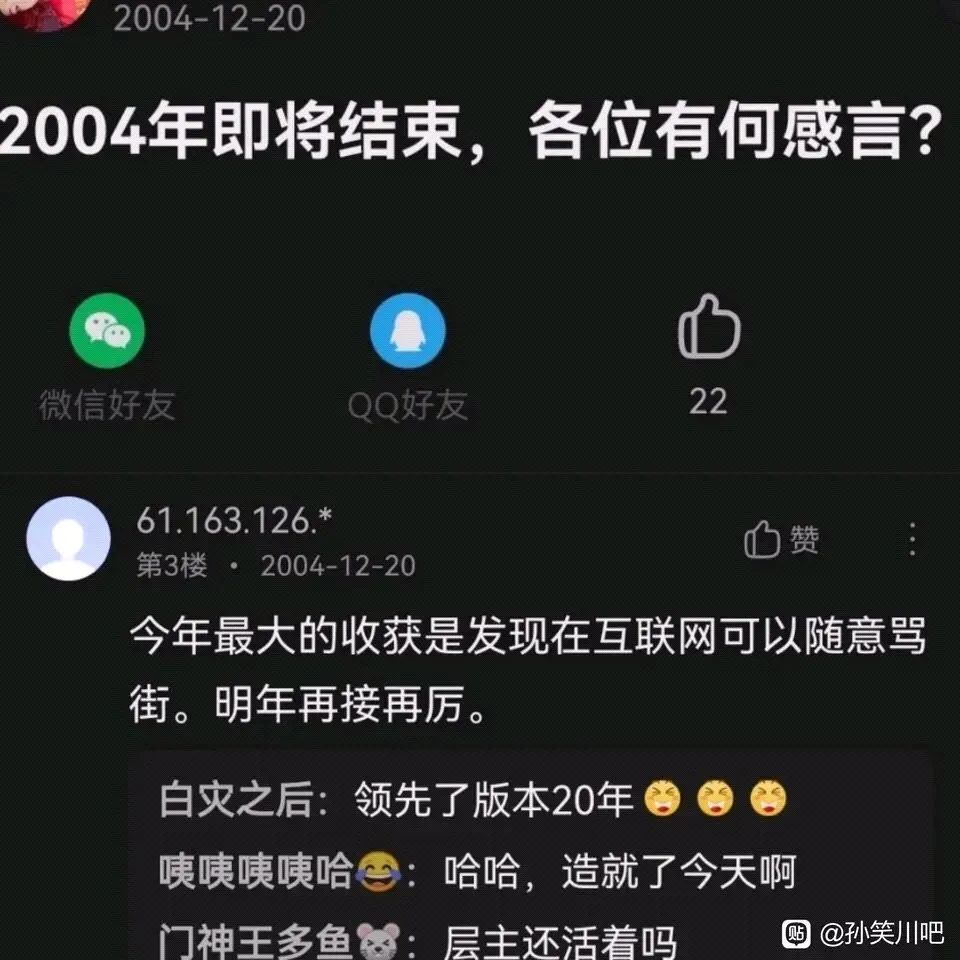 2004-12-20
2004年即将结束，各位有何感言？
微信好友
QQ好友
22
61.163.126.*
赞
第3楼 · 2004-12-20
今年最大的收获是发现在互联网可以随意骂
街。明年再接再厉。
白灾之后：领先了版本20年
咦咦咦咦哈😂：哈哈，造就了今天啊
门神王多鱼🐭：层主还活着吗
贴 @孙笑川吧